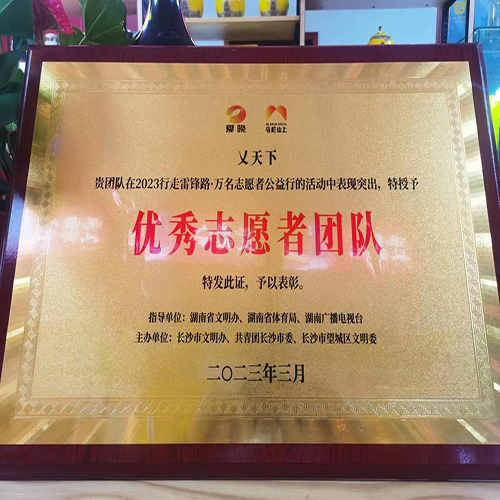 爱晚 马栏山上
乂天下
贵团队在2023行走雷锋路·万名志愿者公益行的活动中表现突出，特授予
优秀志愿者团队
特发此证，予以表彰。
指导单位：湖南省文明办、湖南省体育局、湖南广播电视台
主办单位：长沙市文明办、共青团长沙市委、长沙市望城区文明委
二〇二三年三月